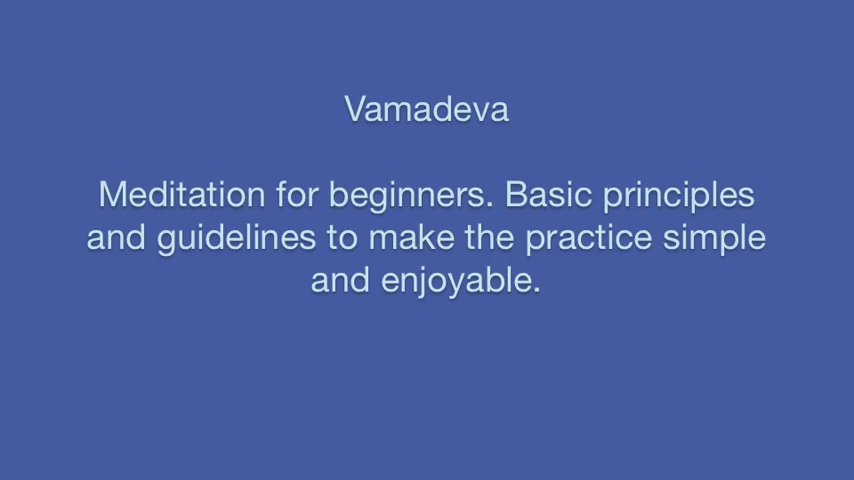 Vamadeva
Meditation for beginners. Basic principles
and guidelines to make the practice simple
and enjoyable.